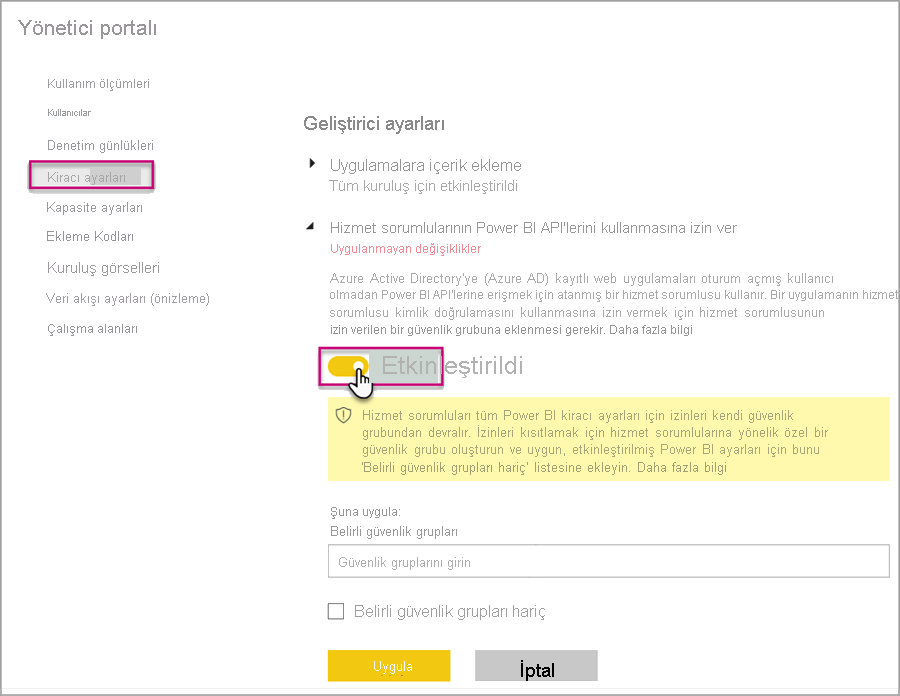 Yönetici portalı
Kullanım ölçümleri
Kullanıcılar
Denetim günlükleri
Kiracı ayarları
Kapasite ayarları
Ekleme Kodları
Kuruluş görselleri
Veri akışı ayarları (önizleme)
Çalışma alanları
Geliştirici ayarları
Uygulamalara içerik ekleme
Tüm kuruluş için etkinleştirildi
Hizmet sorumlularının Power BI API'lerini kullanmasına izin ver
Uygulanmayan değişiklikler
Azure Active Directory'ye (Azure AD) kayıtlı web uygulamaları oturum açmış kullanıcı
olmadan Power BI API'lerine erişmek için atanmış bir hizmet sorumlusu kullanır. Bir uygulamanın hizmet
sorumlusu kimlik doğrulamasını kullanmasına izin vermek için hizmet sorumlusunun
izin verilen bir güvenlik grubuna eklenmesi gerekir. Daha fazla bilgi
Etkinleştirildi
Hizmet sorumluları tüm Power BI kiracı ayarları için izinleri kendi güvenlik
grubundan devralır. İzinleri kısıtlamak için hizmet sorumlularına yönelik özel bir
güvenlik grubu oluşturun ve uygun, etkinleştirilmiş Power BI ayarları için bunu
'Belirli güvenlik grupları hariç' listesine ekleyin. Daha fazla bilgi
Şuna uygula:
Belirli güvenlik grupları
Güvenlik gruplarını girin
Belirli güvenlik grupları hariç
Uygula
İptal